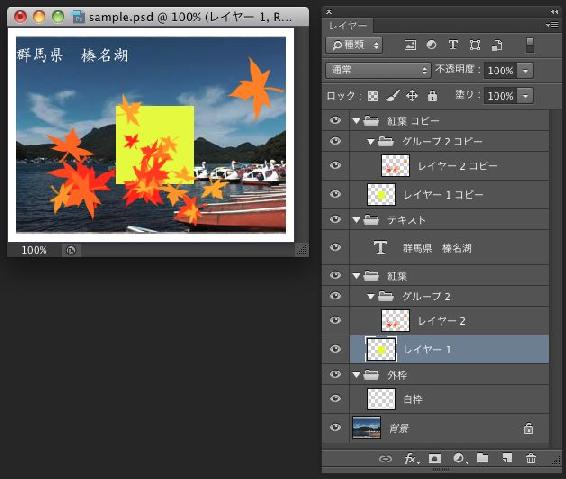 sample.psd @ 100% (レイヤー 1, R...
群馬県 榛名湖
100%
レイヤー
種類
通常
不透明度： 100%
ロック：
塗り： 100%
紅葉 コピー
グループ 2 コピー
レイヤー 2 コピー
レイヤー 1 コピー
テキスト
T 群馬県 榛名湖
紅葉
グループ 2
レイヤー 2
レイヤー 1
外枠
白枠
背景
fx